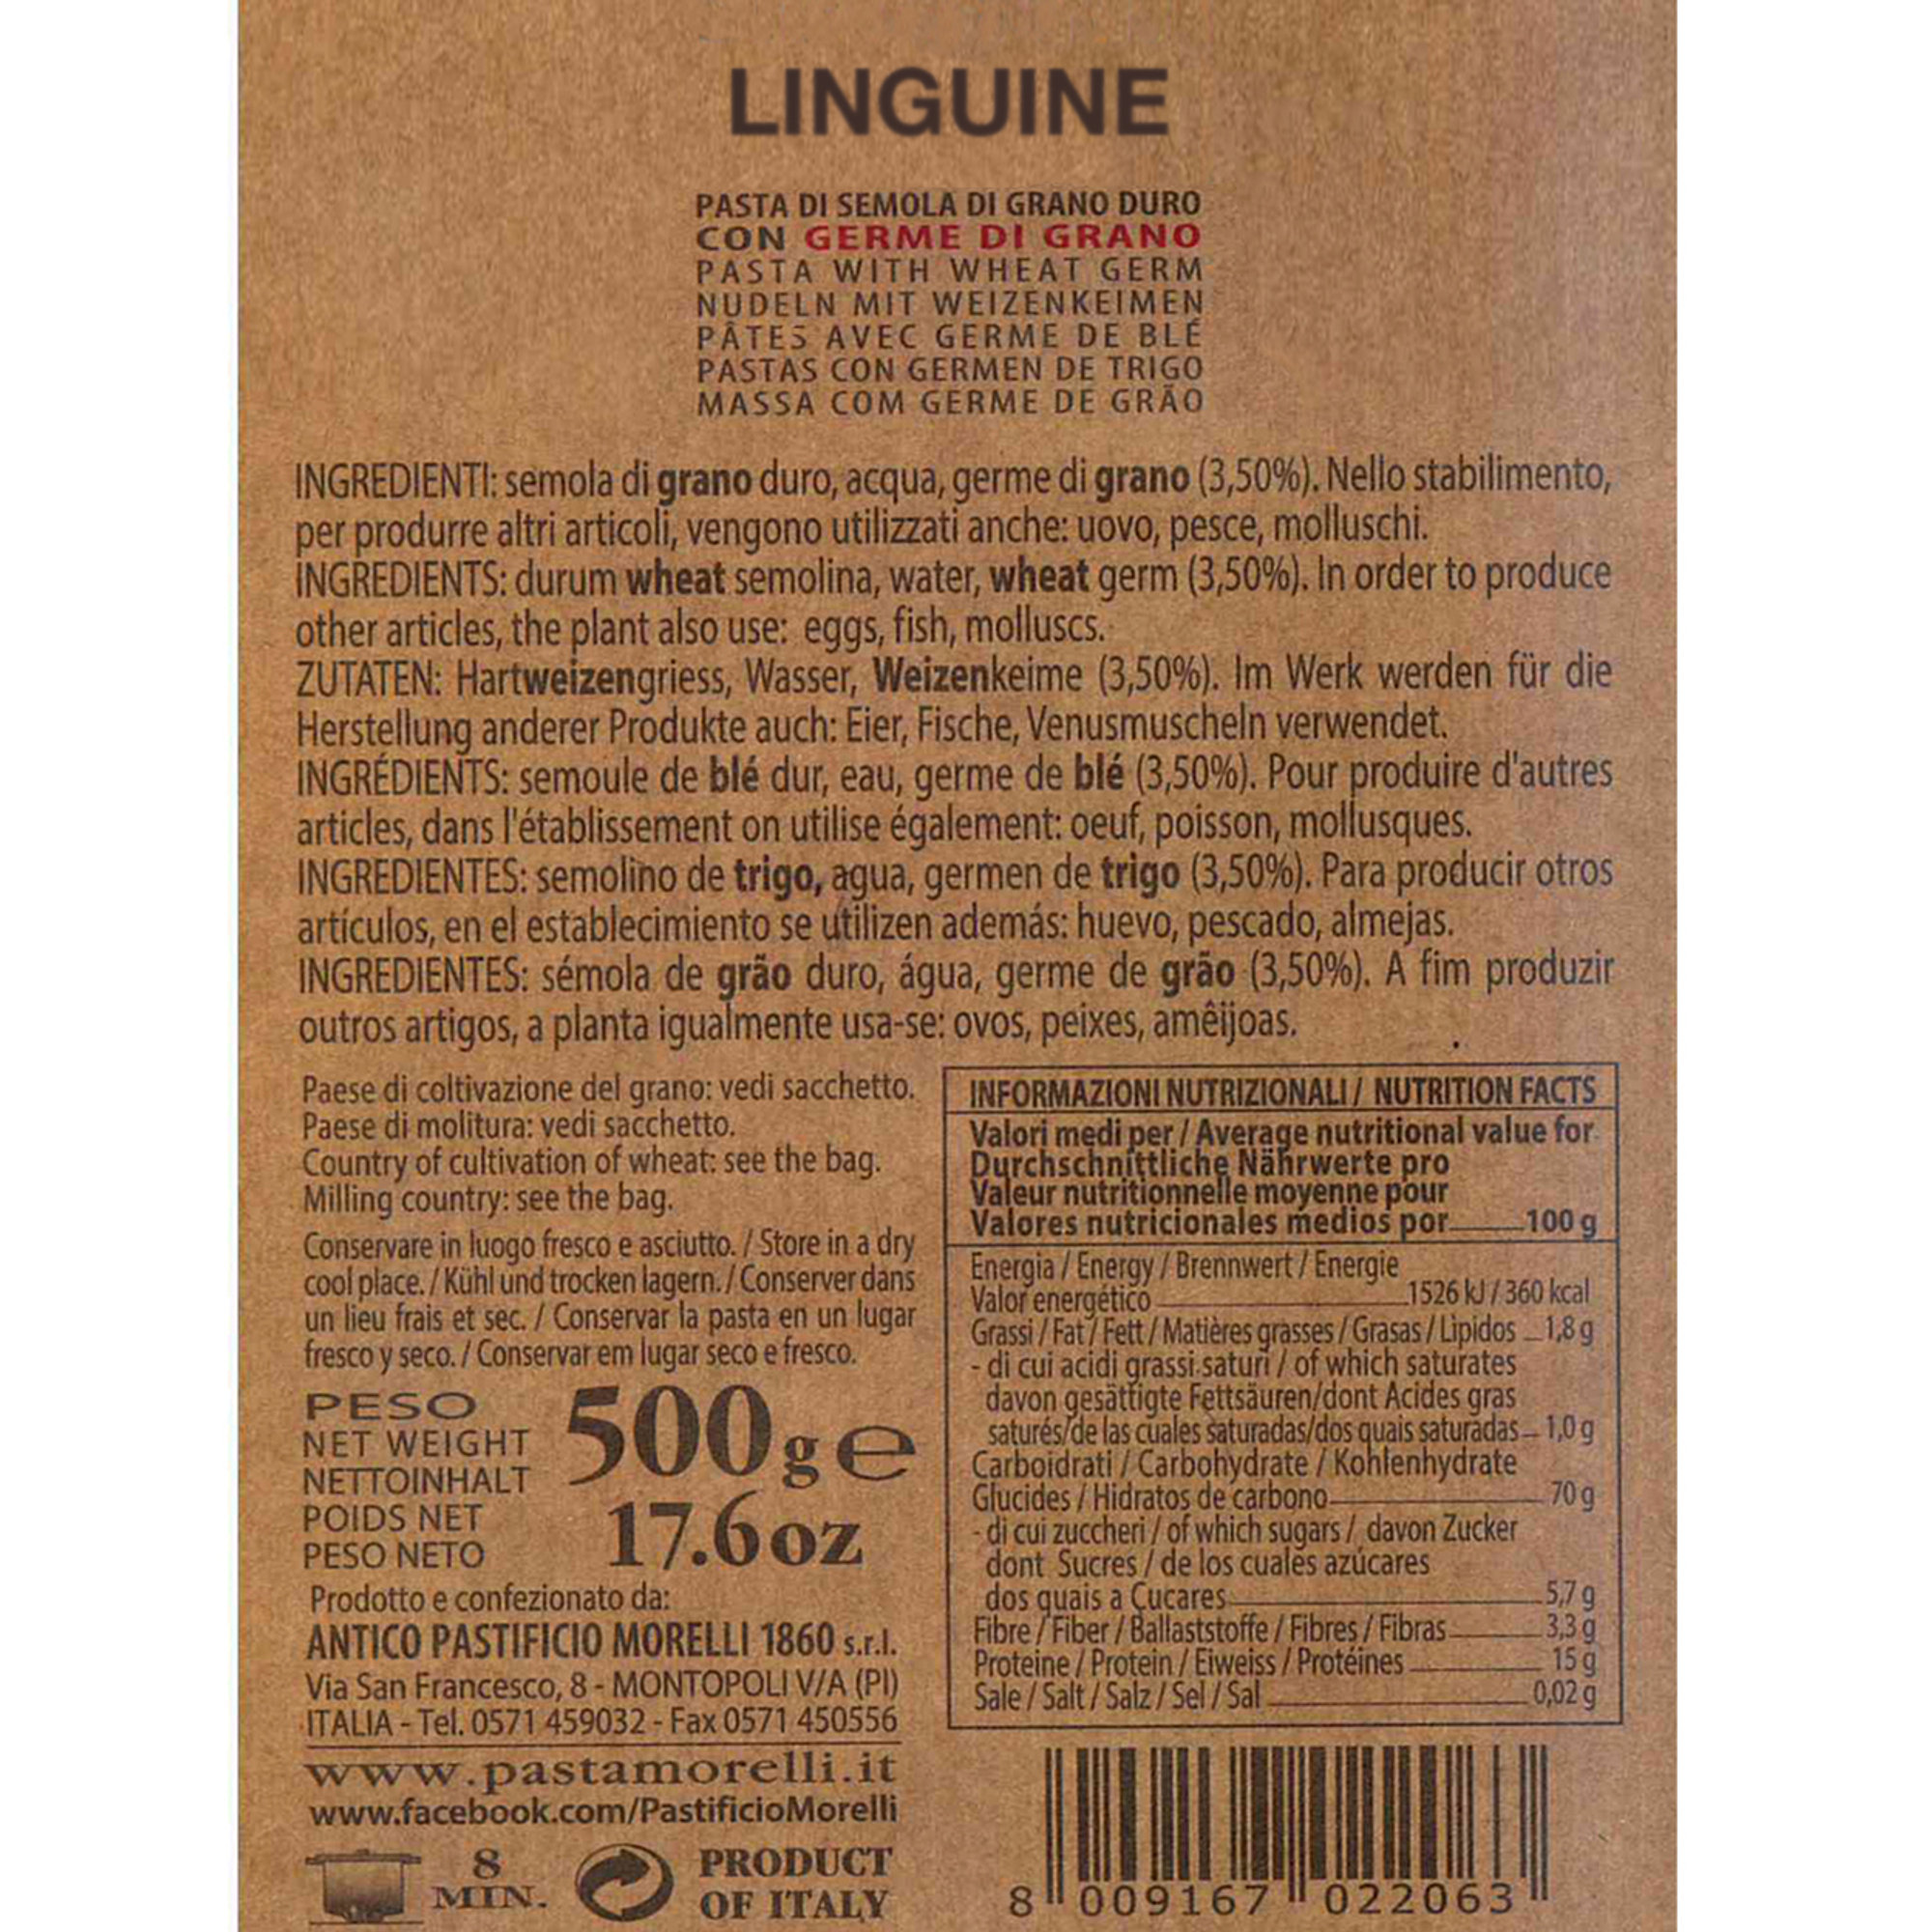 LINGUINE
PASTA DI SEMOLA DI GRANO DURO
CON GERME DI GRANO
PASTA WITH WHEAT GERM
NUDELN MIT WEIZENKEIMEN
PÂTES AVEC GERME DE BLÉ
PASTAS CON GERMEN DE TRIGO
MASSA COM GERME DE GRÃO
INGREDIENTI: semola di grano duro, acqua, germe di grano (3,50%). Nello stabilimento,
per produrre altri articoli, vengono utilizzati anche: uovo, pesce, molluschi.
INGREDIENTS: durum wheat semolina, water, wheat germ (3,50%). In order to produce
other articles, the plant also use: eggs, fish, molluscs.
ZUTATEN: Hartweizengriess, Wasser, Weizenkeime (3,50%). Im Werk werden für die
Herstellung anderer Produkte auch: Eier, Fische, Venusmuscheln verwendet.
INGRÉDIENTS: semoule de blé dur, eau, germe de blé (3,50%). Pour produire d'autres
articles, dans l'établissement on utilise également: oeuf, poisson, mollusques.
INGREDIENTES: semolino de trigo, agua, germen de trigo (3,50%). Para producir otros
artículos, en el establecimiento se utilizen además: huevo, pescado, almejas.
INGREDIENTES: sémola de grão duro, água, germe de grão (3,50%). A fim produzir
outros artigos, a planta igualmente usa-se: ovos, peixes, amêijoas.
Paese di coltivazione del grano: vedi sacchetto.
Paese di molitura: vedi sacchetto.
Country of cultivation of wheat: see the bag.
Milling country: see the bag.
Conservare in luogo fresco e asciutto. / Store in a dry
cool place. / Kühl und trocken lagern. / Conserver dans
un lieu frais et sec. / Conservar la pasta en un lugar
fresco y seco. / Conservar em lugar seco e fresco.
PESO
NET WEIGHT
NETTOINHALT
POIDS NET
PESO NETO
500g e
17.6oz
Prodotto e confezionato da:
ANTICO PASTIFICIO MORELLI 1860 s.r.l.
Via San Francesco, 8 - MONTOPOLI V/A (PI)
ITALIA - Tel. 0571 459032 - Fax 0571 450556
www.pastamorelli.it
www.facebook.com/PastificioMorelli
8
MIN.
PRODUCT
OF ITALY
INFORMAZIONI NUTRIZIONALI / NUTRITION FACTS
Valori medi per / Average nutritional value for
Durchschnittliche Nährwerte pro
Valeur nutritionnelle moyenne pour
Valores nutricionales medios por 100 g
Energia / Energy / Brennwert / Energie
Valor energético 1526 kJ / 360 kcal
Grassi / Fat / Fett / Matières grasses / Grasas / Lipidos 1,8 g
- di cui acidi grassi saturi / of which saturates
davon gesättigte Fettsäuren/dont Acides gras
saturés/de las cuales saturadas/dos quais saturadas 1,0 g
Carboidrati / Carbohydrate / Kohlenhydrate
Glucides / Hidratos de carbono 70 g
- di cui zuccheri / of which sugars / davon Zucker
dont Sucres / de los cuales azúcares
dos quais a Çucares 5,7 g
Fibre / Fiber / Ballaststoffe / Fibres / Fibras 3,3 g
Proteine / Protein / Eiweiss / Protéines 15 g
Sale / Salt / Salz / Sel / Sal 0,02 g
8 009167 022063